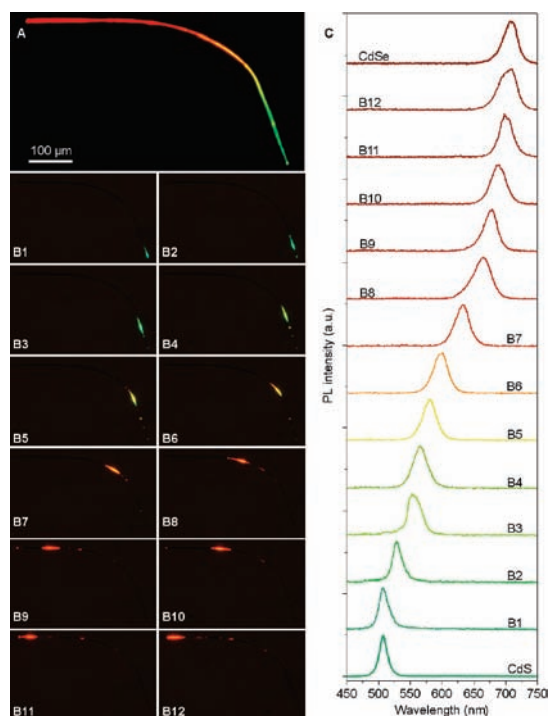 A
100 µm
B1
B2
B3
B4
B5
B6
B7
B8
B9
B10
B11
B12
C
CdSe
B12
B11
B10
B9
B8
B7
B6
B5
B4
B3
B2
B1
CdS
PL intensity (a.u.)
450 500 550 600 650 700 750
Wavelength (nm)